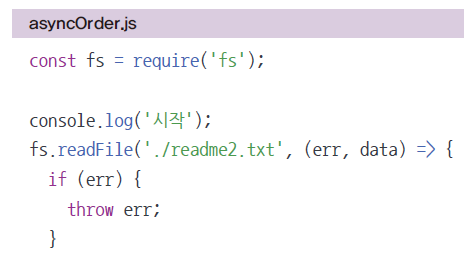 asyncOrder.js
const fs = require('fs');
console.log('시작');
fs.readFile('./readme2.txt', (err, data) => {
if (err) {
throw err;
}